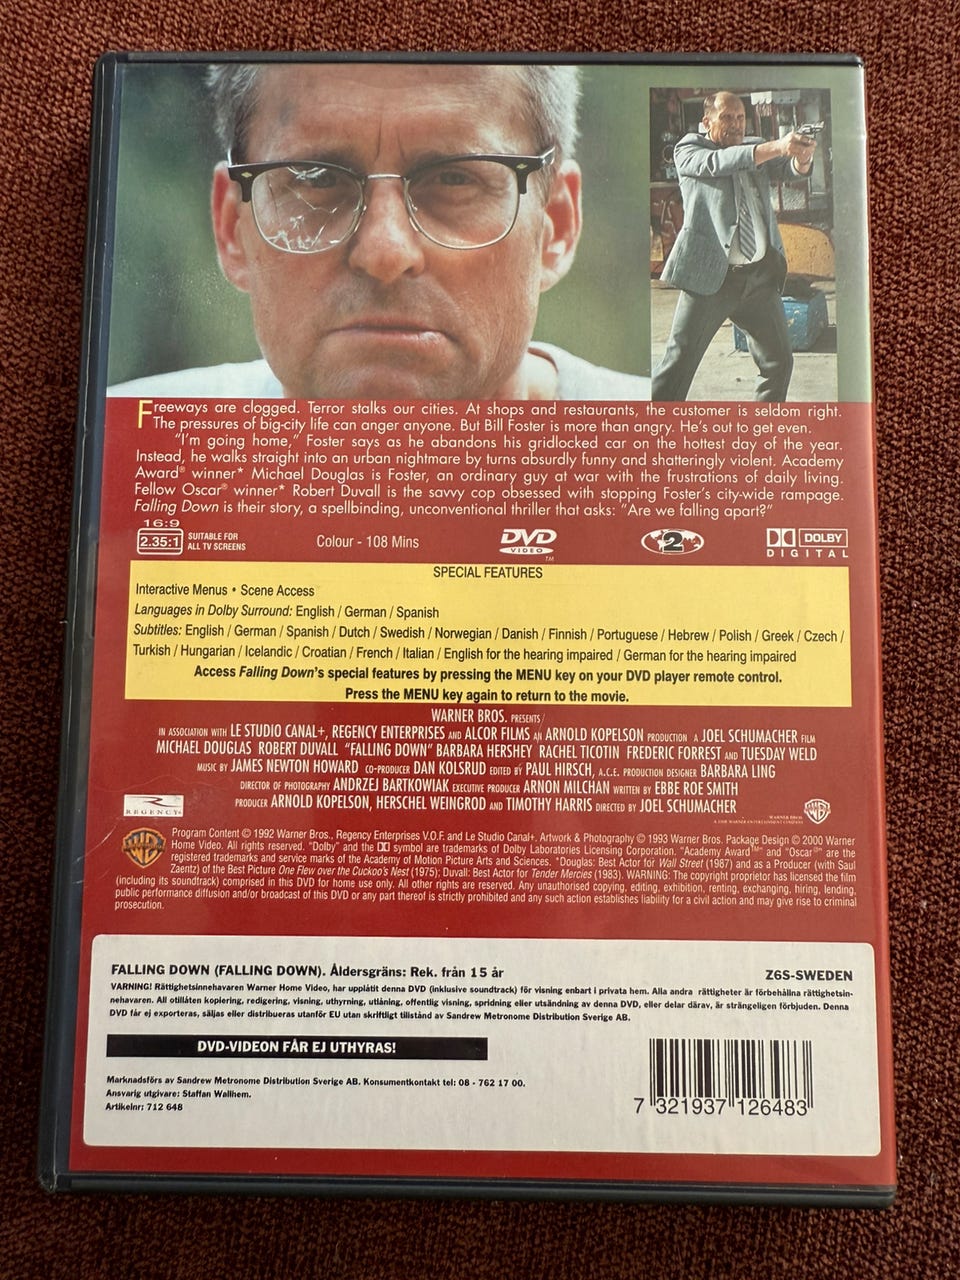 Freeways are clogged. Terror stalks our cities. At shops and restaurants, the customer is seldom right.
The pressures of big-city life can anger anyone. But Bill Foster is more than angry. He's out to get even.
"I'm going home," Foster says as he abandons his gridlocked car on the hottest day of the year.
Instead, he walks straight into an urban nightmare by turns absurdly funny and shatteringly violent. Academy
Award® winner* Michael Douglas is Foster, an ordinary guy at war with the frustrations of daily living.
Fellow Oscar® winner* Robert Duvall is the savvy cop obsessed with stopping Foster's city-wide rampage.
Falling Down is their story, a spellbinding, unconventional thriller that asks: "Are we falling apart?"
16:9
2.35:1
SUITABLE FOR
ALL TV SCREENS
Colour - 108 Mins
DVD
VIDEO
TM
2
DOLBY
DIGITAL
SPECIAL FEATURES
Interactive Menus • Scene Access
Languages in Dolby Surround: English / German / Spanish
Subtitles: English / German / Spanish / Dutch / Swedish / Norwegian / Danish / Finnish / Portuguese / Hebrew / Polish / Greek / Czech /
Turkish / Hungarian / Icelandic / Croatian / French / Italian / English for the hearing impaired / German for the hearing impaired
Access Falling Down's special features by pressing the MENU key on your DVD player remote control.
Press the MENU key again to return to the movie.
WARNER BROS. PRESENTS
IN ASSOCIATION WITH LE STUDIO CANAL+, REGENCY ENTERPRISES AND ALCOR FILMS AN ARNOLD KOPELSON PRODUCTION A JOEL SCHUMACHER FILM
MICHAEL DOUGLAS ROBERT DUVALL "FALLING DOWN" BARBARA HERSHEY RACHEL TICOTIN FREDERIC FORREST AND TUESDAY WELD
MUSIC BY JAMES NEWTON HOWARD CO-PRODUCER DAN KOLSRUD EDITED BY PAUL HIRSCH, A.C.E. PRODUCTION DESIGNER BARBARA LING
DIRECTOR OF PHOTOGRAPHY ANDRZEJ BARTKOWIAK EXECUTIVE PRODUCER ARNON MILCHAN WRITTEN BY EBBE ROE SMITH
PRODUCER ARNOLD KOPELSON, HERSCHEL WEINGROD AND TIMOTHY HARRIS DIRECTED BY JOEL SCHUMACHER
REGENCY
WARNER BROS.
A TIME WARNER ENTERTAINMENT COMPANY
Program Content © 1992 Warner Bros., Regency Enterprises V.O.F. and Le Studio Canal+. Artwork & Photography © 1993 Warner Bros. Package Design © 2000 Warner
Home Video. All rights reserved. "Dolby" and the symbol are trademarks of Dolby Laboratories Licensing Corporation. "Academy Award"™ and "Oscar"™ are the
registered trademarks and service marks of the Academy of Motion Picture Arts and Sciences. *Douglas: Best Actor for Wall Street (1987) and as a Producer (with Saul
Zaentz) of the Best Picture One Flew over the Cuckoo's Nest (1975); Duvall: Best Actor for Tender Mercies (1983). WARNING: The copyright proprietor has licensed the film
(including its soundtrack) comprised in this DVD for home use only. All other rights are reserved. Any unauthorised copying, editing, exhibition, renting, exchanging, hiring, lending,
public performance diffusion and/or broadcast of this DVD or any part thereof is strictly prohibited and any such action establishes liability for a civil action and may give rise to criminal
prosecution.
FALLING DOWN (FALLING DOWN). Åldersgräns: Rek. från 15 år
Z6S-SWEDEN
VARNING! Rättighetsinnehavaren Warner Home Video, har upplåtit denna DVD (inklusive soundtrack) för visning enbart i privata hem. Alla andra rättigheter är förbehållna rättighetsin-
nehavaren. All otillåten kopiering, redigering, visning, uthyrning, utlåning, offentlig visning, spridning eller utsändning av denna DVD, eller delar därav, är strängeligen förbjuden. Denna
DVD får ej exporteras, säljas eller distribueras utanför EU utan skriftligt tillstånd av Sandrew Metronome Distribution Sverige AB.
DVD-VIDEON FÅR EJ UTHYRAS!
Marknadsförs av Sandrew Metronome Distribution Sverige AB. Konsumentkontakt tel: 08 - 762 17 00.
Ansvarig utgivare: Staffan Wallhem.
Artikelnr: 712 648
7 321937 126483